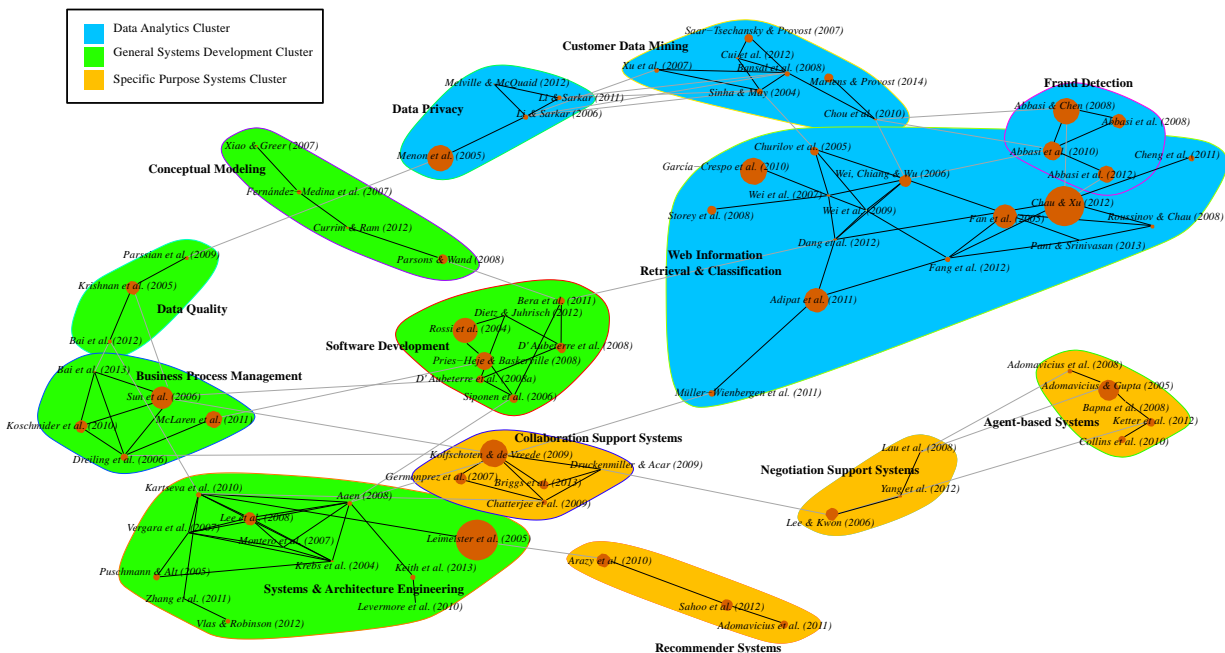 Data Analytics Cluster
General Systems Development Cluster
Specific Purpose Systems Cluster
Customer Data Mining
Saar−Tsechansky & Provost (2007)
Cui et al. (2012)
Xu et al. (2007)
Bansal et al. (2008)
Martens & Provost (2014)
Sinha & May (2004)
Chou et al. (2010)
Data Privacy
Melville & McQuaid (2012)
Li & Sarkar (2011)
Li & Sarkar (2006)
Menon et al. (2005)
Fraud Detection
Abbasi & Chen (2008)
Abbasi et al. (2008)
Abbasi et al. (2010)
Abbasi et al. (2012)
Cheng et al. (2011)
Churilov et al. (2005)
García−Crespo et al. (2010)
Wei, Chiang & Wu (2006)
Wei et al. (2007)
Wei et al. (2009)
Storey et al. (2008)
Chau & Xu (2012)
Fan et al. (2005)
Roussinov & Chau (2008)
Dang et al. (2012)
Pant & Srinivasan (2013)
Web Information
Retrieval & Classification
Fang et al. (2012)
Adipat et al. (2011)
Müller−Wienbergen et al. (2011)
Conceptual Modeling
Xiao & Greer (2007)
Fernández−Medina et al. (2007)
Currim & Ram (2012)
Parsons & Wand (2008)
Parssian et al. (2009)
Krishnan et al. (2005)
Data Quality
Bai et al. (2012)
Software Development
Bera et al. (2011)
Dietz & Juhrisch (2012)
Rossi et al. (2004)
D'Aubeterre et al. (2008)
Pries−Heje & Baskerville (2008)
D'Aubeterre et al. (2008a)
Siponen et al. (2006)
Business Process Management
Bai et al. (2013)
Sun et al. (2006)
McLaren et al. (2011)
Koschmider et al. (2010)
Dreiling et al. (2006)
Collaboration Support Systems
Kolfschoten & de Vreede (2009)
Druckenmiller & Acar (2009)
Germonprez et al. (2007)
Briggs et al. (2013)
Chatterjee et al. (2009)
Agent-based Systems
Adomavicius et al. (2008)
Adomavicius & Gupta (2005)
Bapna et al. (2008)
Ketter et al. (2012)
Collins et al. (2010)
Negotiation Support Systems
Lau et al. (2008)
Yang et al. (2012)
Lee & Kwon (2006)
Kartseva et al. (2010)
Aaen (2008)
Lee et al. (2008)
Vergara et al. (2007)
Montero et al. (2007)
Leimeister et al. (2005)
Krebs et al. (2004)
Keith et al. (2013)
Puschmann & Alt (2005)
Systems & Architecture Engineering
Zhang et al. (2011)
Levermore et al. (2010)
Vlas & Robinson (2012)
Arazy et al. (2010)
Sahoo et al. (2012)
Adomavicius et al. (2011)
Recommender Systems